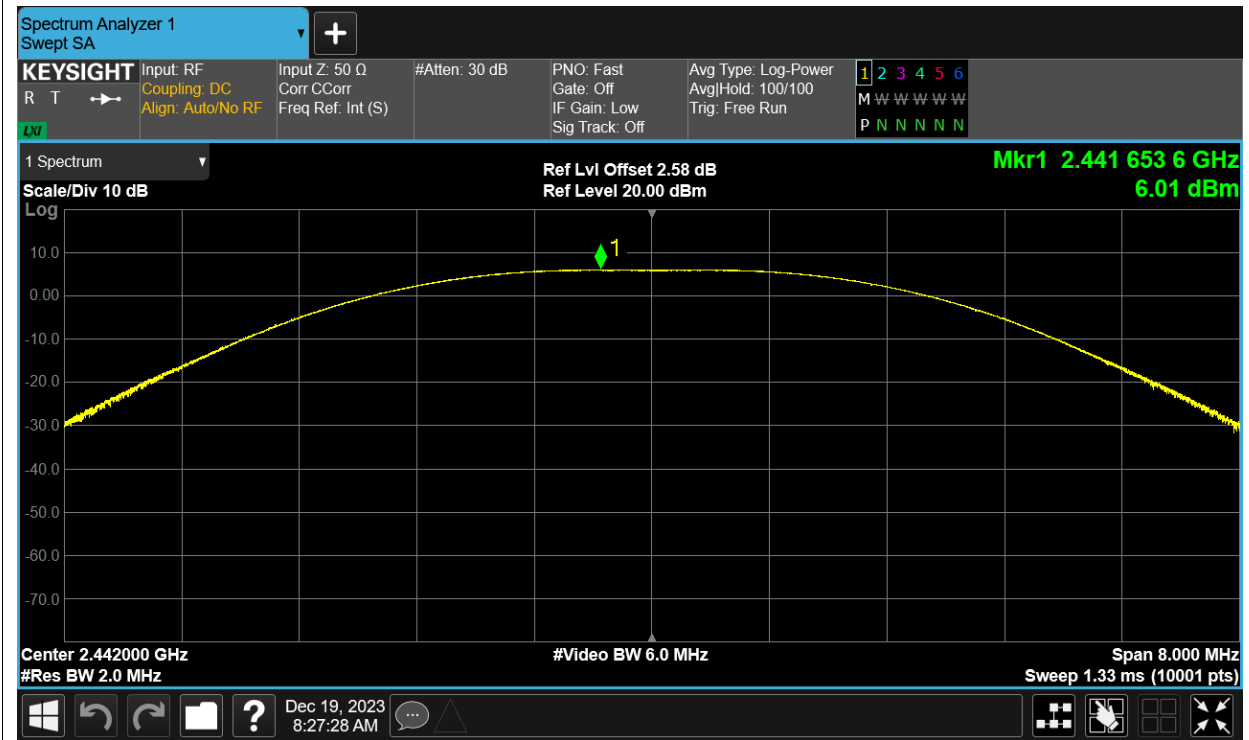 Spectrum Analyzer 1
Swept SA
KEYSIGHT
R T
LXI
Input: RF
Coupling: DC
Align: Auto/No RF
Input Z: 50 Ω
Corr CCorr
Freq Ref: Int (S)
#Atten: 30 dB
PNO: Fast
Gate: Off
IF Gain: Low
Sig Track: Off
Avg Type: Log-Power
Avg|Hold: 100/100
Trig: Free Run
1 2 3 4 5 6
M W W W W W
P N N N N N
1 Spectrum
Scale/Div 10 dB
Ref Lvl Offset 2.58 dB
Ref Level 20.00 dBm
Mkr1 2.441 653 6 GHz
6.01 dBm
Log
1
10.0
0.00
-10.0
-20.0
-30.0
-40.0
-50.0
-60.0
-70.0
Center 2.442000 GHz
#Res BW 2.0 MHz
#Video BW 6.0 MHz
Span 8.000 MHz
Sweep 1.33 ms (10001 pts)
?
Dec 19, 2023
8:27:28 AM